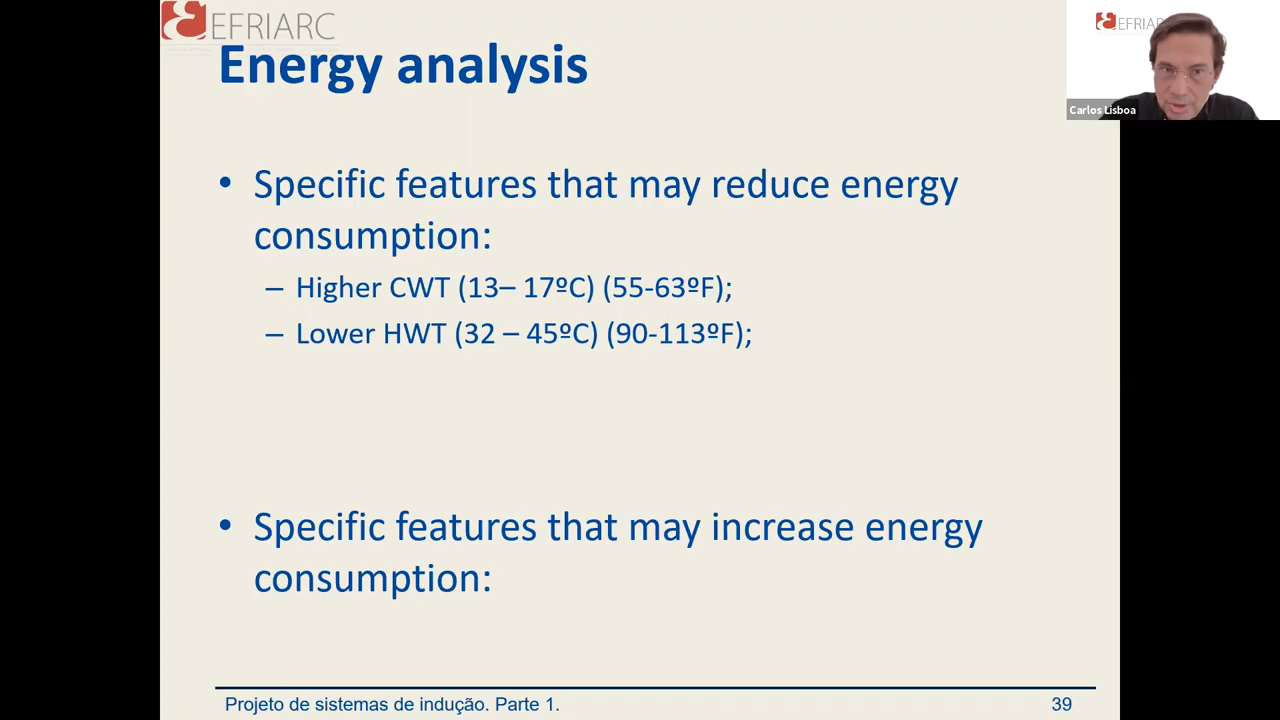 EFRIARC
Energy analysis
EFRIARC
Carlos Lisboa
• Specific features that may reduce energy
consumption:
– Higher CWT (13– 17ºC) (55-63ºF);
– Lower HWT (32 – 45ºC) (90-113ºF);
• Specific features that may increase energy
consumption:
Projeto de sistemas de indução. Parte 1.
39